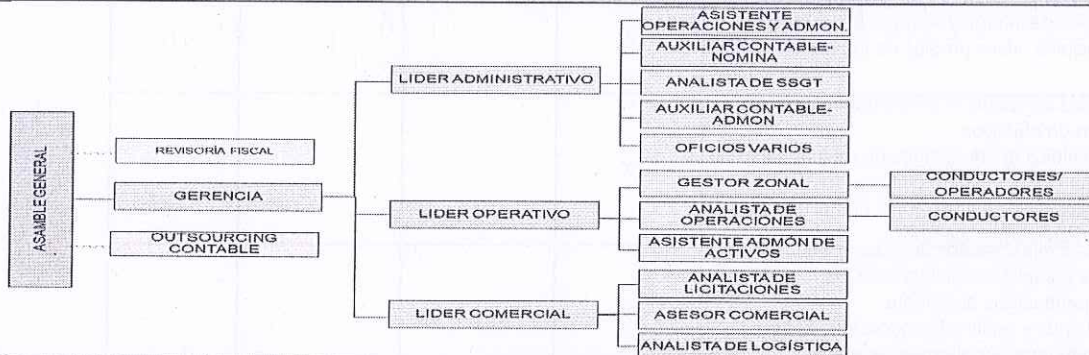 ASAMBLE GENERAL
REVISORÍA FISCAL
GERENCIA
OUTSOURCING
CONTABLE
LIDER ADMINISTRATIVO
LIDER OPERATIVO
LIDER COMERCIAL
ASISTENTE
OPERACIONES Y ADMÓN.
AUXILIAR CONTABLE-
NOMINA
ANALISTA DE SSGT
AUXILIAR CONTABLE-
ADMON
OFICIOS VARIOS
GESTOR ZONAL
ANALISTA DE
OPERACIONES
ASISTENTE ADMÓN DE
ACTIVOS
ANALISTA DE
LICITACIONES
ASESOR COMERCIAL
ANALISTA DE LOGÍSTICA
CONDUCTORES/
OPERADORES
CONDUCTORES